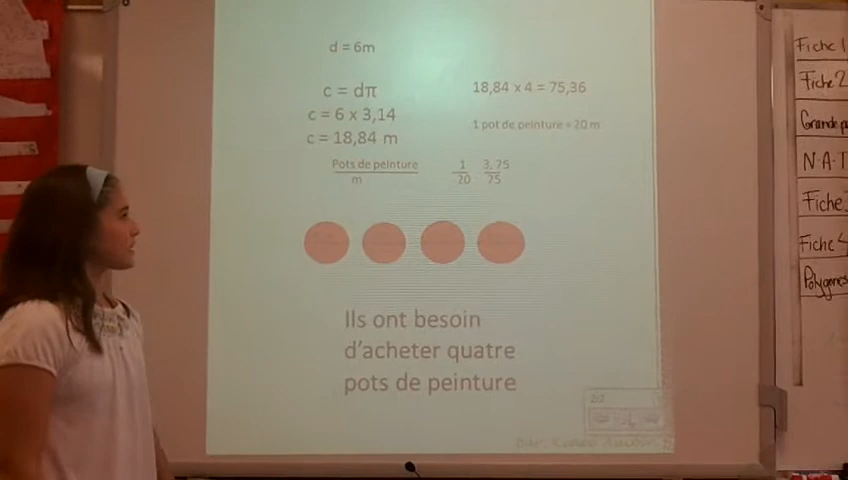 d = 6m
c = dπ
c = 6 x 3,14
c = 18,84 m
18,84 x 4 = 75,36
1 pot de peinture = 20 m
Pots de peinture
m
1 3,75
20 75
Ils ont besoin
d'acheter quatre
pots de peinture
Fiche 1
Fiche 2
Grande
N-A-T
Fiche
Fiche 4
Polygones